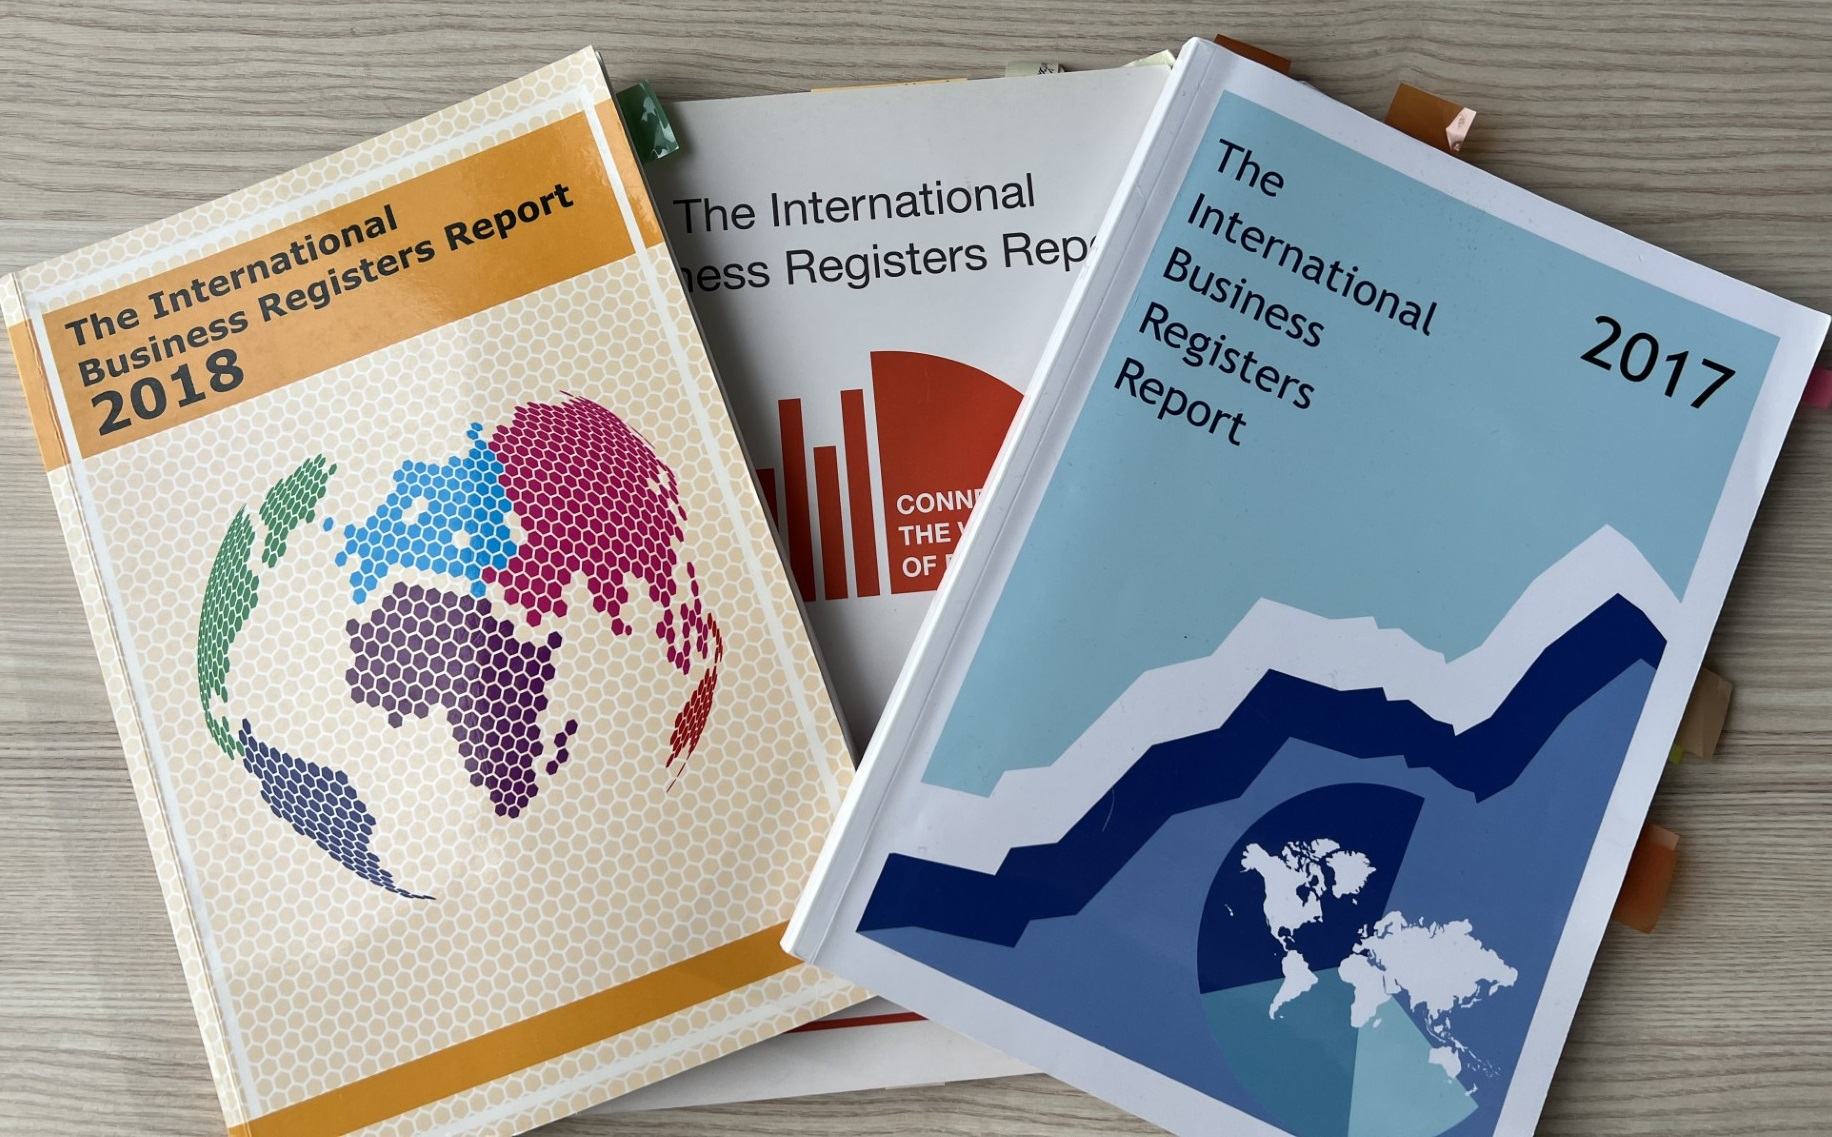 The International
Business Registers Report
2018
The International
ness Registers Rep
CONNE
THE
OF
The
International
Business
Registers
Report
2017